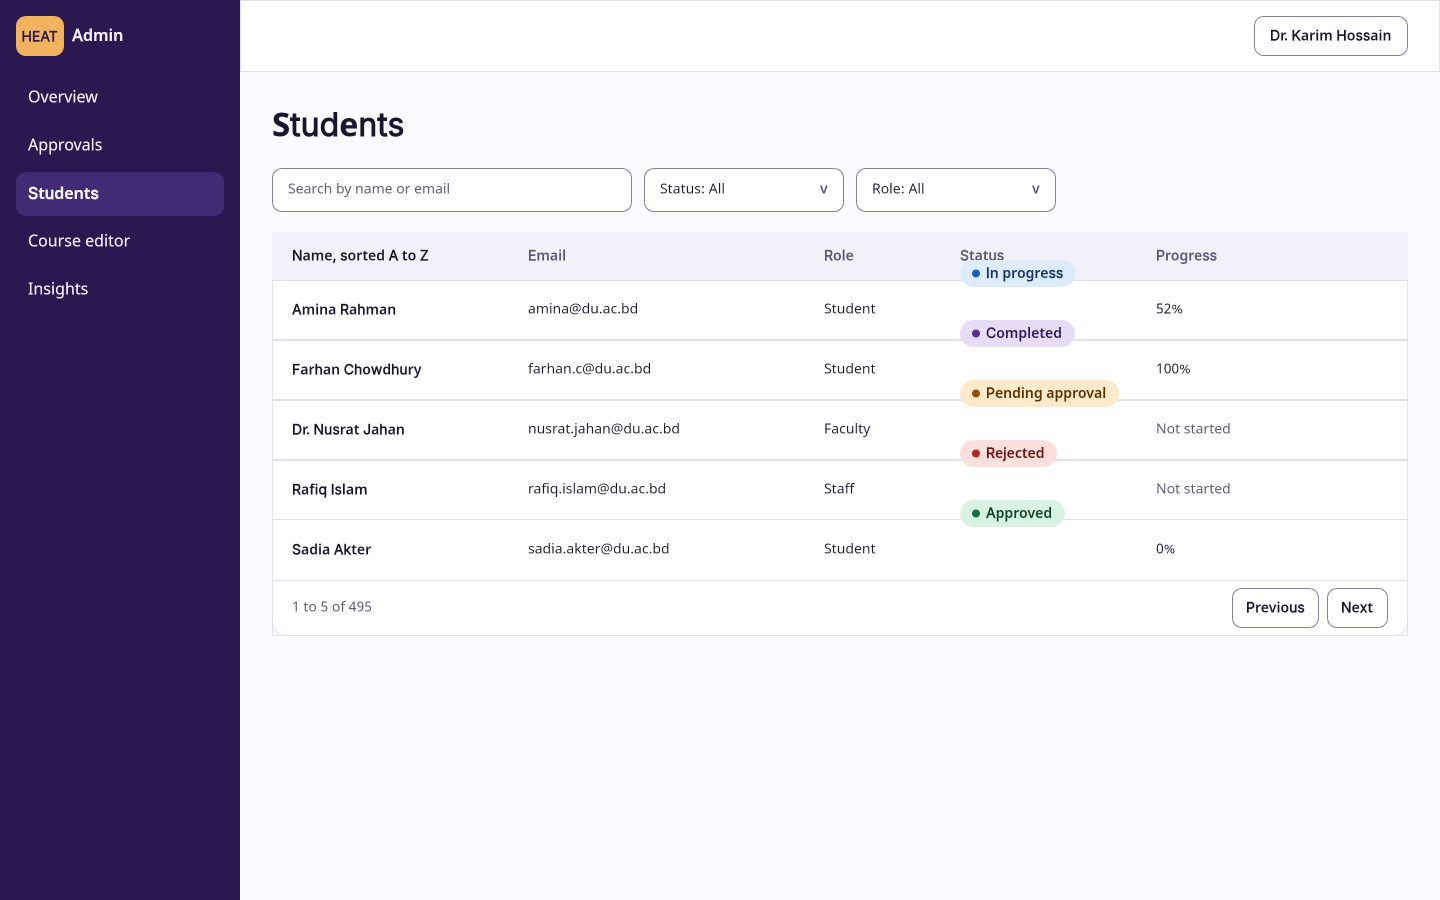 HEAT Admin
Dr. Karim Hossain
Overview
Approvals
Students
Course editor
Insights
Students
Search by name or email
Status: All v
Role: All v
Name, sorted A to Z Email Role Status Progress
In progress
Amina Rahman amina@du.ac.bd Student 52%
Completed
Farhan Chowdhury farhan.c@du.ac.bd Student 100%
Pending approval
Dr. Nusrat Jahan nusrat.jahan@du.ac.bd Faculty Not started
Rejected
Rafiq Islam rafiq.islam@du.ac.bd Staff Not started
Approved
Sadia Akter sadia.akter@du.ac.bd Student 0%
1 to 5 of 495 Previous Next